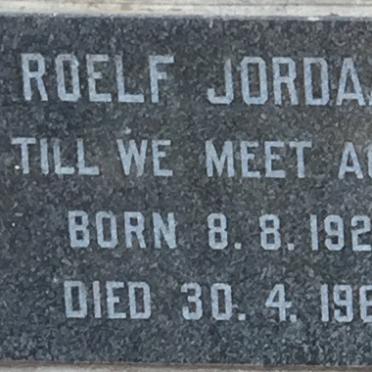 ROELF JORDA
TILL WE MEET A
BORN 8. 8. 192
DIED 30. 4. 19